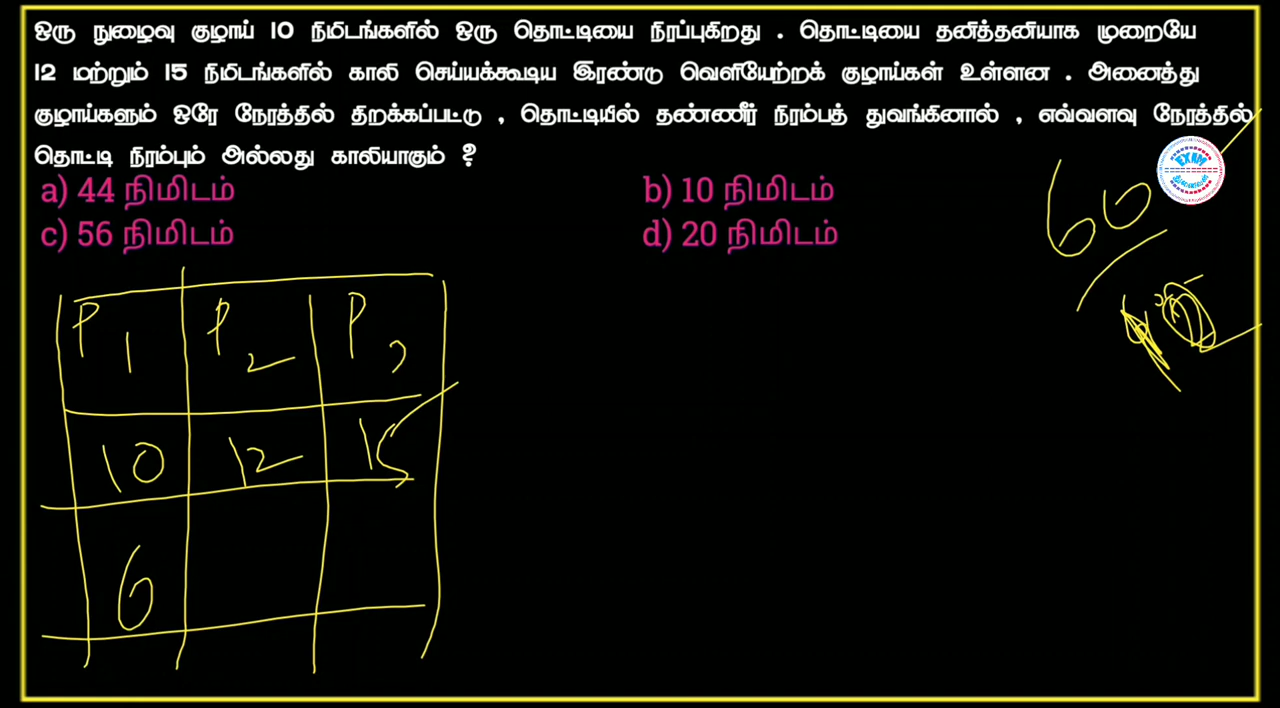 ஒரு நுழைவு குழாய் 10 நிமிடங்களில் ஒரு தொட்டியை நிரப்புகிறது . தொட்டியை தனித்தனியாக முறையே
12 மற்றும் 15 நிமிடங்களில் காலி செய்யக்கூடிய இரண்டு வெளியேற்றக் குழாய்கள் உள்ளன . அனைத்து
குழாய்களும் ஒரே நேரத்தில் திறக்கப்பட்டு , தொட்டியில் தண்ணீர் நிரம்பத் துவங்கினால் , எவ்வளவு நேரத்தில்
தொட்டி நிரம்பும் அல்லது காலியாகும் ?
EXAM
a) 44 நிமிடம் b) 10 நிமிடம்
c) 56 நிமிடம் d) 20 நிமிடம்
60
P1 P2 P3
10 12 15
6